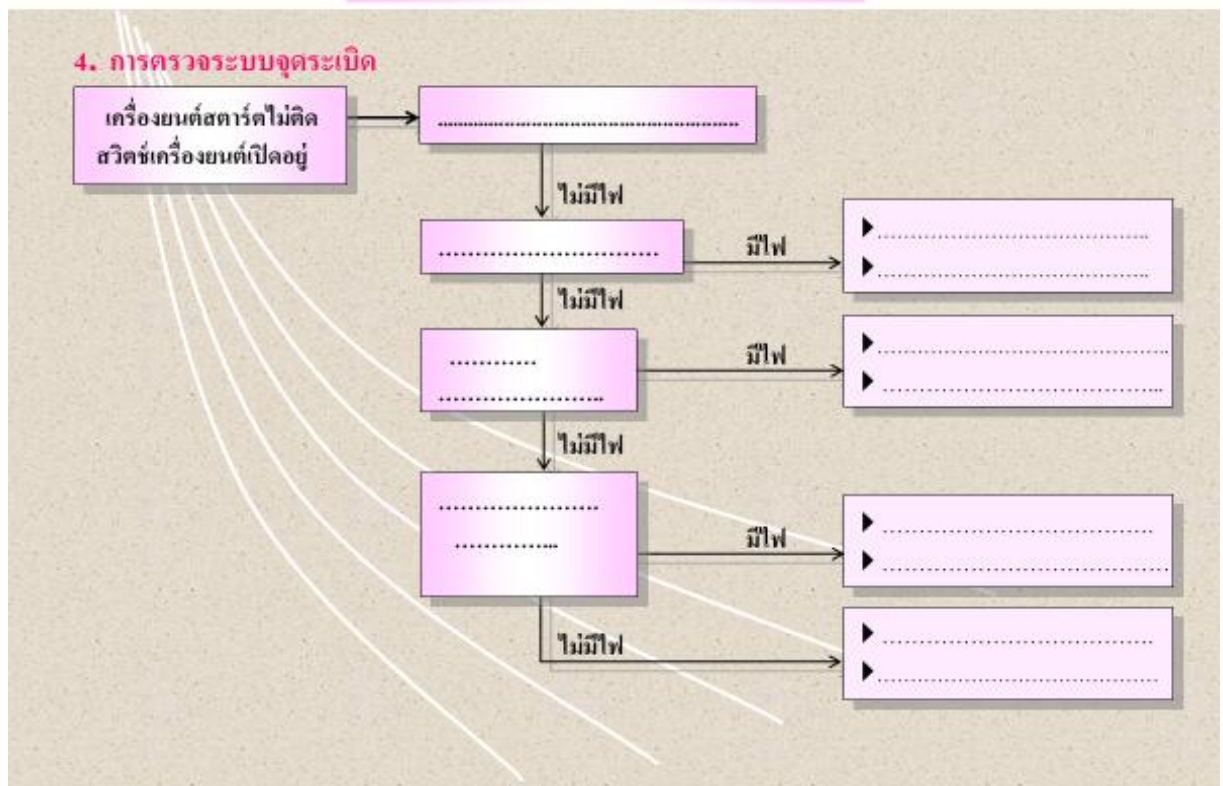 4. การตรวจระบบจุดระเบิด
เครื่องยนต์สตาร์ตไม่ติด
สวิตช์เครื่องยนต์เปิดอยู่
..........................................................
ไม่มีไฟ
................................
มีไฟ
..........................................
..........................................
ไม่มีไฟ
............
........................
มีไฟ
..........................................
..........................................
ไม่มีไฟ
........................
...............
มีไฟ
..........................................
..........................................
ไม่มีไฟ
..........................................
..........................................